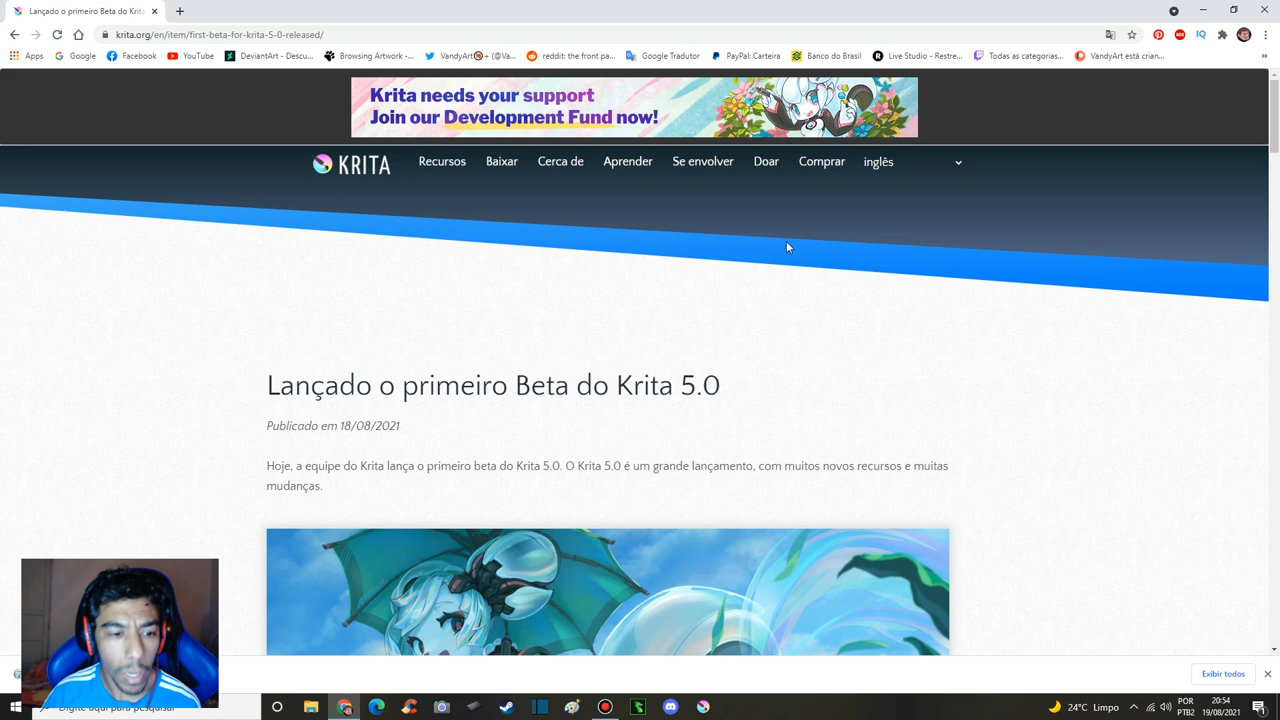 Lançado o primeiro Beta do Krita
krita.org/en/item/first-beta-for-krita-5-0-released/
Apps
Google
Facebook
YouTube
DeviantArt - Descu...
Browsing Artwork -...
VandyArt🚭+ (@Va...
reddit: the front pa...
Google Tradutor
PayPal: Carteira
Banco do Brasil
Live Studio - Restre...
Todas as categorias...
VandyArt está crian...
Krita needs your support
Join our Development Fund now!
KRITA
Recursos
Baixar
Cerca de
Aprender
Se envolver
Doar
Comprar
inglês
Lançado o primeiro Beta do Krita 5.0
Publicado em 18/08/2021
Hoje, a equipe do Krita lança o primeiro beta do Krita 5.0. O Krita 5.0 é um grande lançamento, com muitos novos recursos e muitas
mudanças.
Exibir todos
24°C Limpo
POR
PTB2
20:54
19/08/2021